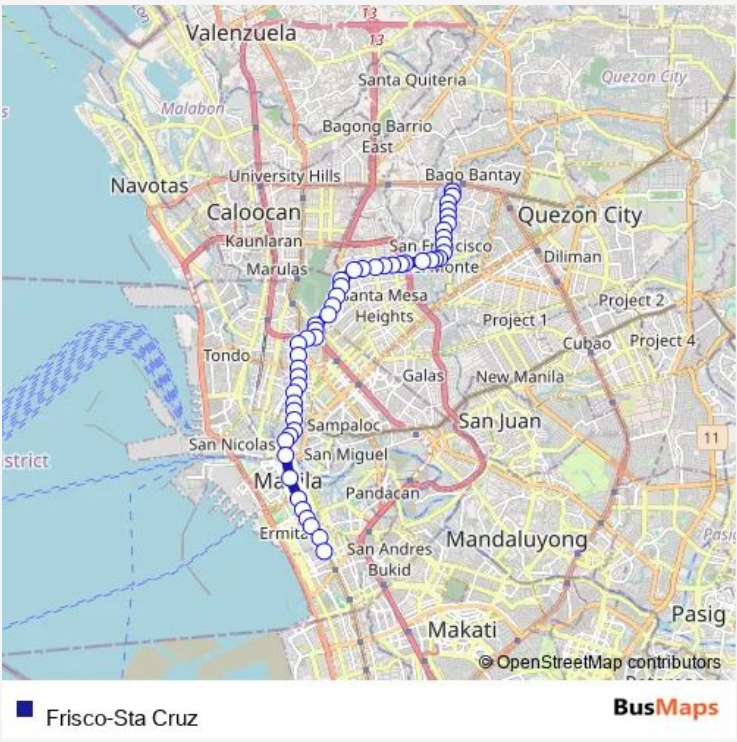 13
Valenzuela
13
Santa Quiteria
Quezon City
Malabon
Bagong Barrio
East
University Hills
Bago Bantay
Navotas
Caloocan
Quezon City
Kaunlaran
San Francisco
Marulas
Monte
Diliman
Santa Mesa
Heights
Project 2
Project 1
Tondo
Cubao
Project 4
Galas
New Manila
Sampaloc
San Juan
San Nicolas
San Miguel
11
strict
Manila
Pandacan
Ermita
San Andres
Bukid
Mandaluyong
Pasig
Makati
© OpenStreetMap contributors
Frisco-Sta Cruz
BusMaps